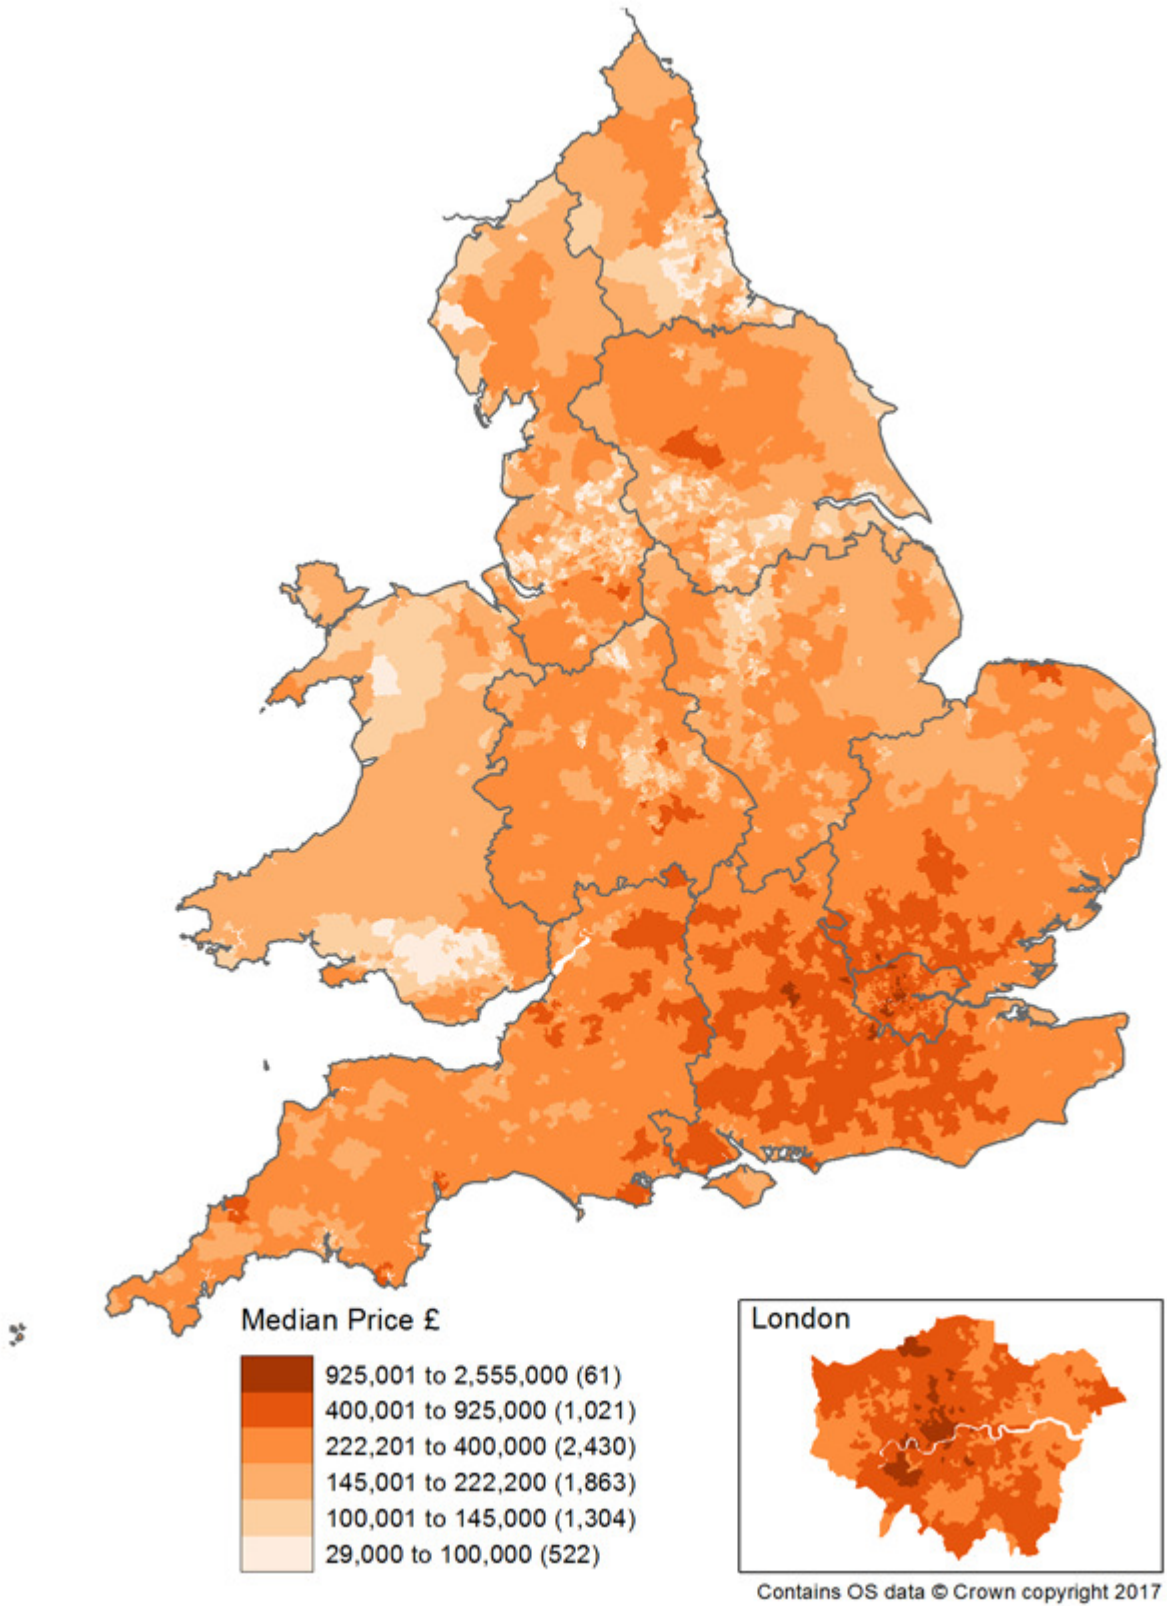 Median Price £
925,001 to 2,555,000 (61)
400,001 to 925,000 (1,021)
222,201 to 400,000 (2,430)
145,001 to 222,200 (1,863)
100,001 to 145,000 (1,304)
29,000 to 100,000 (522)
London
Contains OS data © Crown copyright 2017